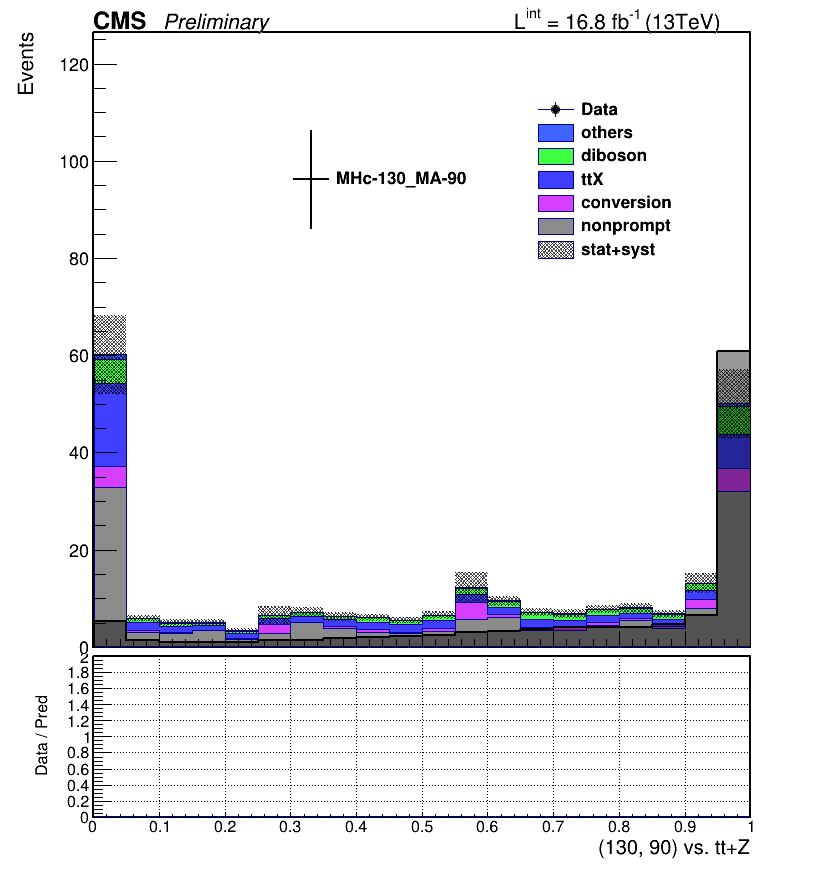 CMS Preliminary L^int = 16.8 fb^-1 (13TeV)
Events
120
100
80
60
40
20
0
Data
others
diboson
ttX
conversion
nonprompt
stat+syst
MHc-130_MA-90
Data / Pred
2
1.8
1.6
1.4
1.2
1
0.8
0.6
0.4
0.2
0
0 0.1 0.2 0.3 0.4 0.5 0.6 0.7 0.8 0.9 1
(130, 90) vs. tt+Z